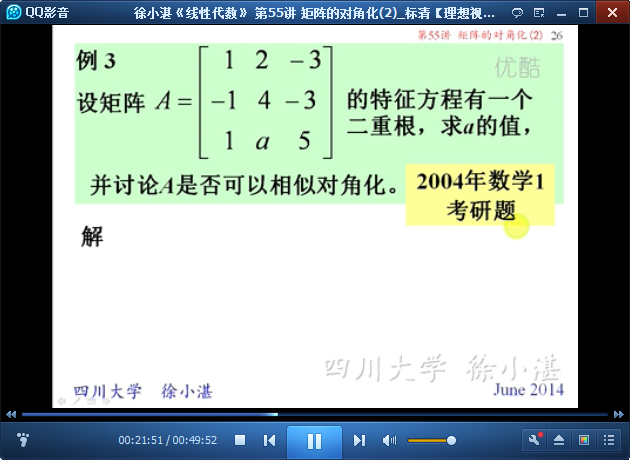 QQ影音
徐小湛《线性代数》 第55讲 矩阵的对角化(2)_标清【理想视...
第55讲 矩阵的对角化(2) 26
优酷
例 3
1 2 −3
设矩阵 A = −1 4 −3 的特征方程有一个
二重根，求a的值，
1 a 5
并讨论A是否可以相似对角化。
2004年数学1
考研题
解
四川大学 徐小湛
四川大学 徐小湛
June 2014
00:21:51 / 00:49:52